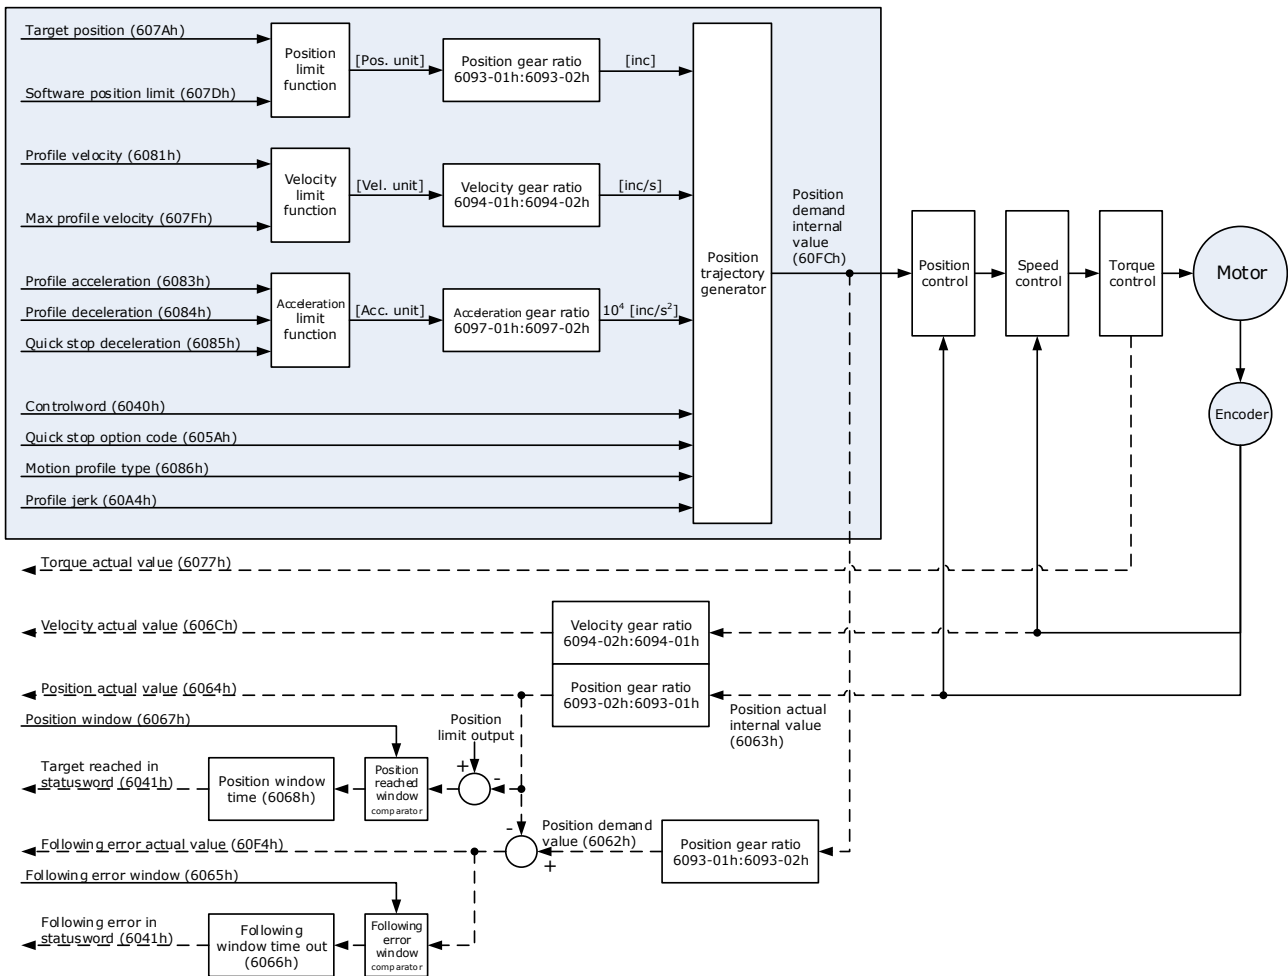 Target position (607Ah)
Software position limit (607Dh)
Position
limit
function
[Pos. unit]
Position gear ratio
6093-01h:6093-02h
[inc]
Profile velocity (6081h)
Max profile velocity (607Fh)
Velocity
limit
function
[Vel. unit]
Velocity gear ratio
6094-01h:6094-02h
[inc/s]
Profile acceleration (6083h)
Profile deceleration (6084h)
Quick stop deceleration (6085h)
Acceleration
limit
function
[Acc. unit]
Acceleration gear ratio
6097-01h:6097-02h
10⁴ [inc/s²]
Controlword (6040h)
Quick stop option code (605Ah)
Motion profile type (6086h)
Profile jerk (60A4h)
Position
trajectory
generator
Position
demand
internal
value
(60FCh)
Position
control
Speed
control
Torque
control
Motor
Encoder
Torque actual value (6077h)
Velocity actual value (606Ch)
Velocity gear ratio
6094-02h:6094-01h
Position actual value (6064h)
Position gear ratio
6093-02h:6093-01h
Position actual
internal value
(6063h)
Position window (6067h)
Position
limit output
+
-
Target reached in
statusword (6041h)
Position window
time (6068h)
Position
reached
window
comparator
Following error actual value (60F4h)
-
+
Position demand
value (6062h)
Position gear ratio
6093-01h:6093-02h
Following error window (6065h)
Following error in
statusword (6041h)
Following
window time out
(6066h)
Following
error
window
comparator